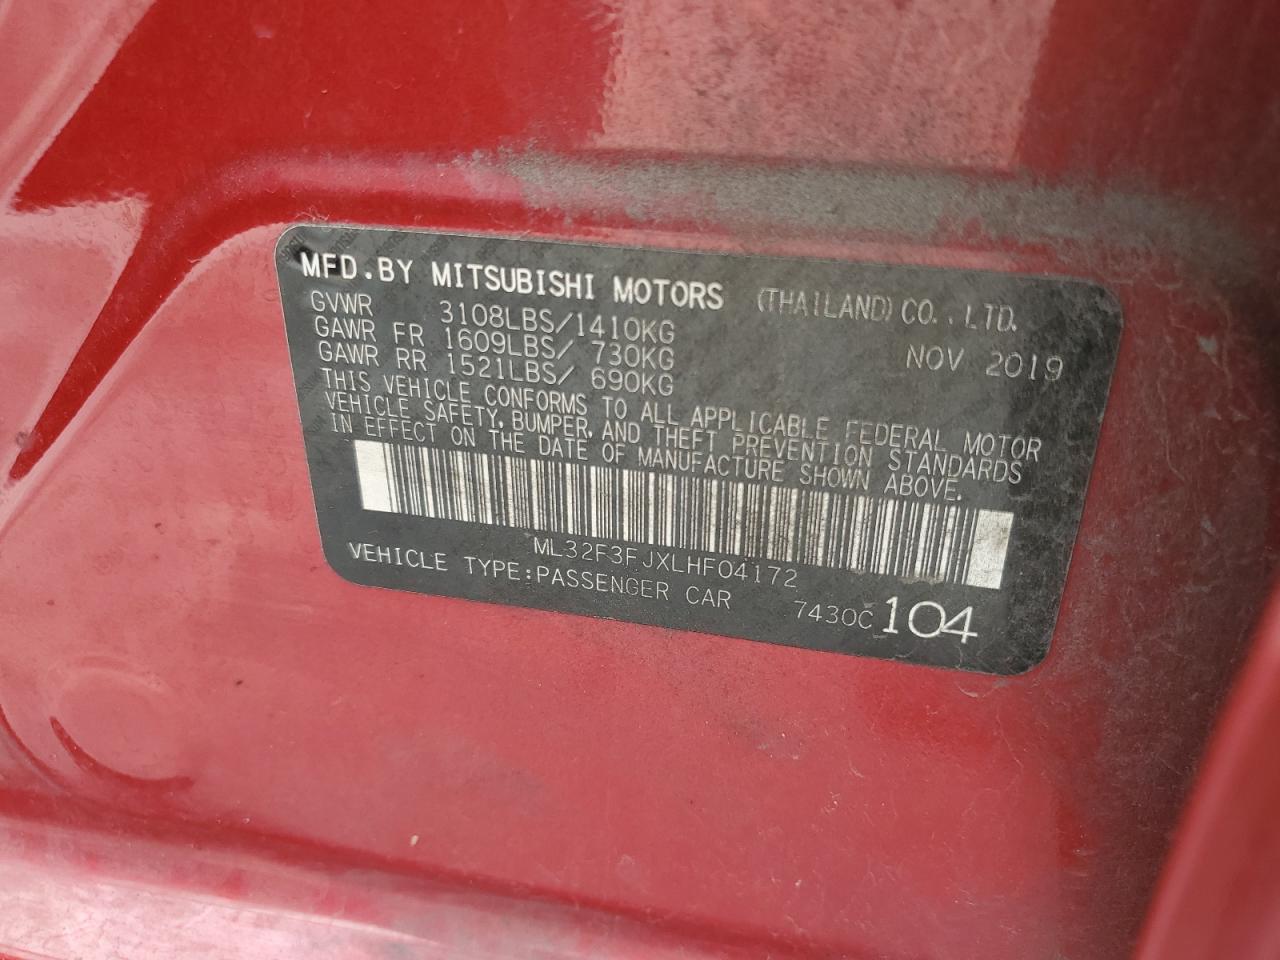 MFD.BY MITSUBISHI MOTORS (THAILAND) CO., LTD.
GVWR 3108LBS/1410KG
GAWR FR 1609LBS/ 730KG NOV 2019
GAWR RR 1521LBS/ 690KG
THIS VEHICLE CONFORMS TO ALL APPLICABLE FEDERAL MOTOR
VEHICLE SAFETY, BUMPER, AND THEFT PREVENTION STANDARDS
IN EFFECT ON THE DATE OF MANUFACTURE SHOWN ABOVE.
ML32F3FJXLHF04172
VEHICLE TYPE:PASSENGER CAR 7430C 104